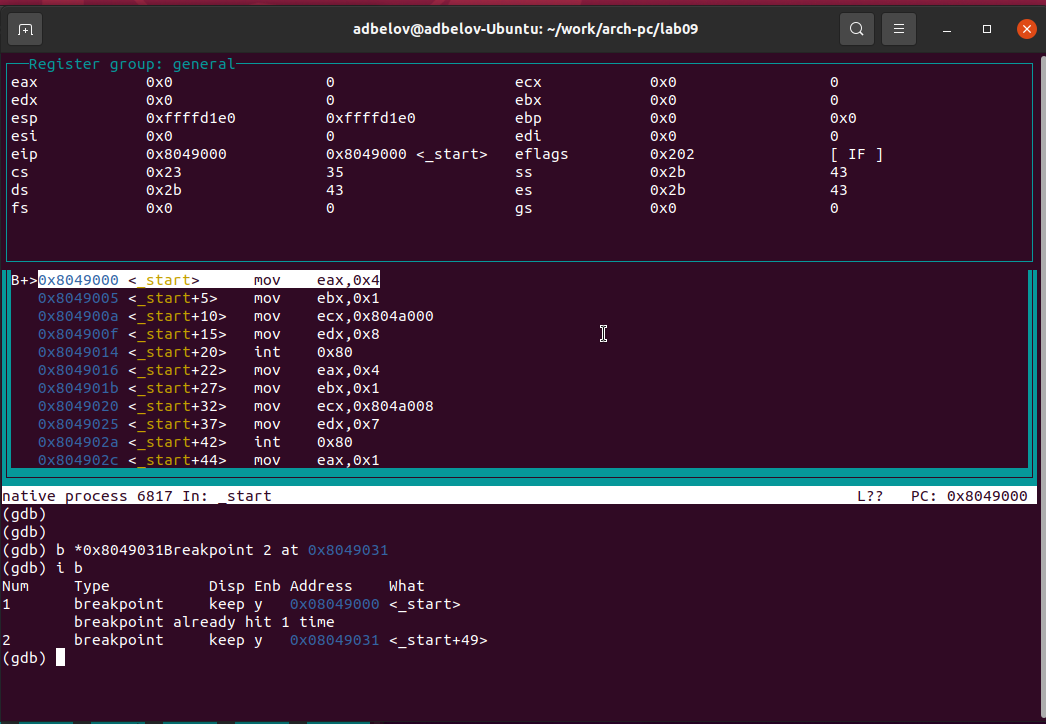 adbelov@adbelov-Ubuntu: ~/work/arch-pc/lab09
Register group: general
eax 0x0 0 ecx 0x0 0
edx 0x0 0 ebx 0x0 0
esp 0xffffd1e0 0xffffd1e0 ebp 0x0 0x0
esi 0x0 0 edi 0x0 0
eip 0x8049000 0x8049000 <_start> eflags 0x202 [ IF ]
cs 0x23 35 ss 0x2b 43
ds 0x2b 43 es 0x2b 43
fs 0x0 0 gs 0x0 0
B+>0x8049000 <_start> mov eax,0x4
0x8049005 <_start+5> mov ebx,0x1
0x804900a <_start+10> mov ecx,0x804a000
0x804900f <_start+15> mov edx,0x8
0x8049014 <_start+20> int 0x80
0x8049016 <_start+22> mov eax,0x4
0x804901b <_start+27> mov ebx,0x1
0x8049020 <_start+32> mov ecx,0x804a008
0x8049025 <_start+37> mov edx,0x7
0x804902a <_start+42> int 0x80
0x804902c <_start+44> mov eax,0x1
native process 6817 In: _start L?? PC: 0x8049000
(gdb)
(gdb)
(gdb) b *0x8049031Breakpoint 2 at 0x8049031
(gdb) i b
Num Type Disp Enb Address What
1 breakpoint keep y 0x08049000 <_start>
breakpoint already hit 1 time
2 breakpoint keep y 0x08049031 <_start+49>
(gdb)